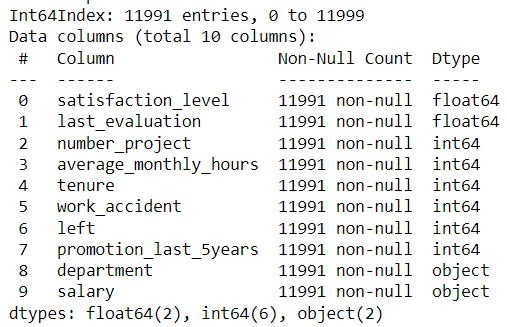 Int64Index: 11991 entries, 0 to 11999
Data columns (total 10 columns):
 #   Column                 Non-Null Count  Dtype
---  ------                 --------------  -----
 0   satisfaction_level     11991 non-null  float64
 1   last_evaluation        11991 non-null  float64
 2   number_project         11991 non-null  int64
 3   average_monthly_hours  11991 non-null  int64
 4   tenure                 11991 non-null  int64
 5   work_accident          11991 non-null  int64
 6   left                   11991 non-null  int64
 7   promotion_last_5years  11991 non-null  int64
 8   department             11991 non-null  object
 9   salary                 11991 non-null  object
dtypes: float64(2), int64(6), object(2)